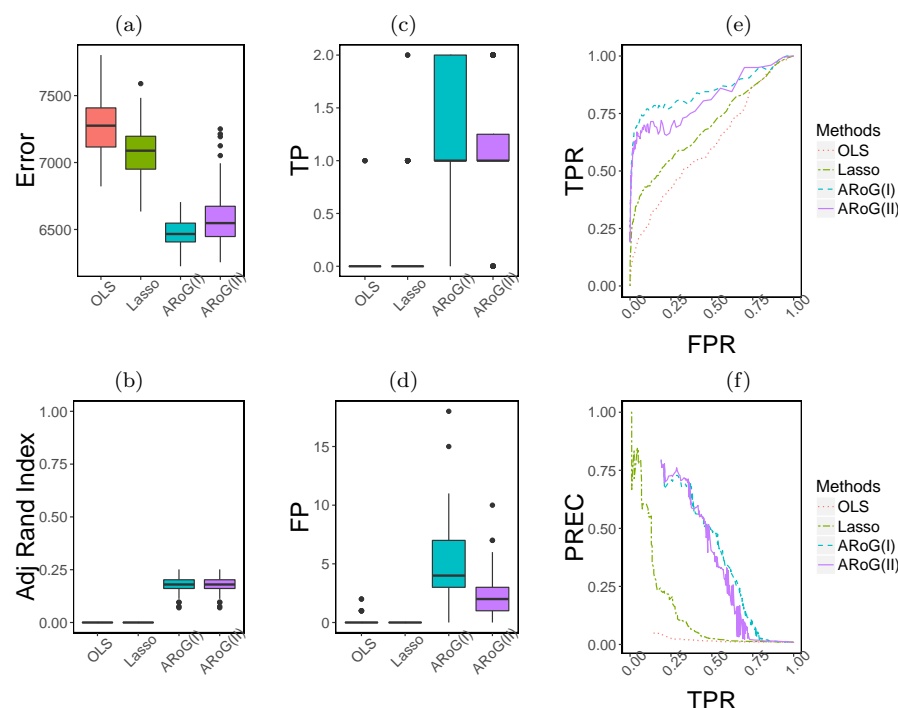 (a)
Error
7500
7000
6500
OLS
Lasso
ARoG(I)
ARoG(II)
(c)
TP
2.0
1.5
1.0
0.5
0.0
OLS
Lasso
ARoG(I)
ARoG(II)
(e)
TPR
1.00
0.75
0.50
0.25
0.00
0.00
0.25
0.50
0.75
1.00
FPR
Methods
OLS
Lasso
ARoG(I)
ARoG(II)
(b)
Adj Rand Index
1.00
0.75
0.50
0.25
0.00
OLS
Lasso
ARoG(I)
ARoG(II)
(d)
FP
15
10
5
0
OLS
Lasso
ARoG(I)
ARoG(II)
(f)
PREC
1.00
0.75
0.50
0.25
0.00
0.00
0.25
0.50
0.75
1.00
TPR
Methods
OLS
Lasso
ARoG(I)
ARoG(II)